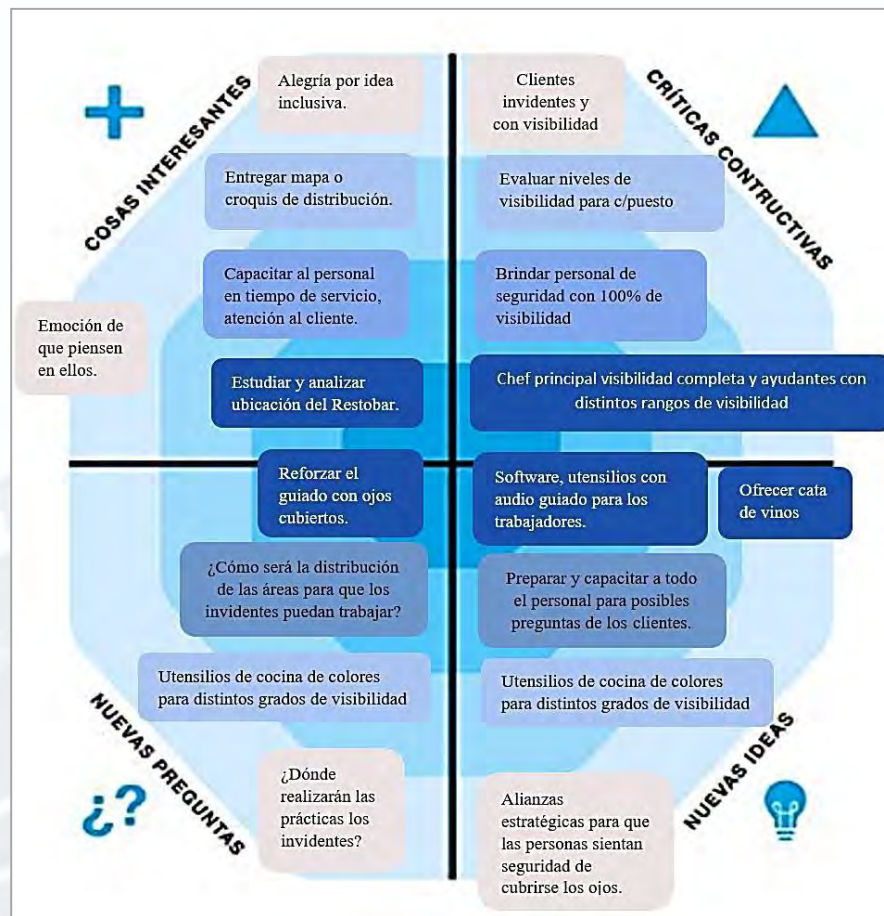 COSAS INTERESANTES
Alegría por idea
inclusiva.
Entregar mapa o
croquis de distribución.
Capacitar al personal
en tiempo de servicio,
atención al cliente.
Emoción de
que piensen
en ellos.
Estudiar y analizar
ubicación del Restobar.
CRÍTICAS CONTRUCTIVAS
Clientes
invidentes y
con visibilidad
Evaluar niveles de
visibilidad para c/puesto
Brindar personal de
seguridad con 100% de
visibilidad
Chef principal visibilidad completa y ayudantes con
distintos rangos de visibilidad
Reforzar el
guiado con ojos
cubiertos.
¿Cómo será la distribución
de las áreas para que los
invidentes puedan trabajar?
Utensilios de cocina de colores
para distintos grados de visibilidad
NUEVAS PREGUNTAS
¿?
¿Dónde
realizarán las
prácticas los
invidentes?
Software, utensilios con
audio guiado para los
trabajadores.
Ofrecer cata
de vinos
Preparar y capacitar a todo
el personal para posibles
preguntas de los clientes.
Utensilios de cocina de colores
para distintos grados de visibilidad
NUEVAS IDEAS
Alianzas
estratégicas para que
las personas sientan
seguridad de
cubrirse los ojos.